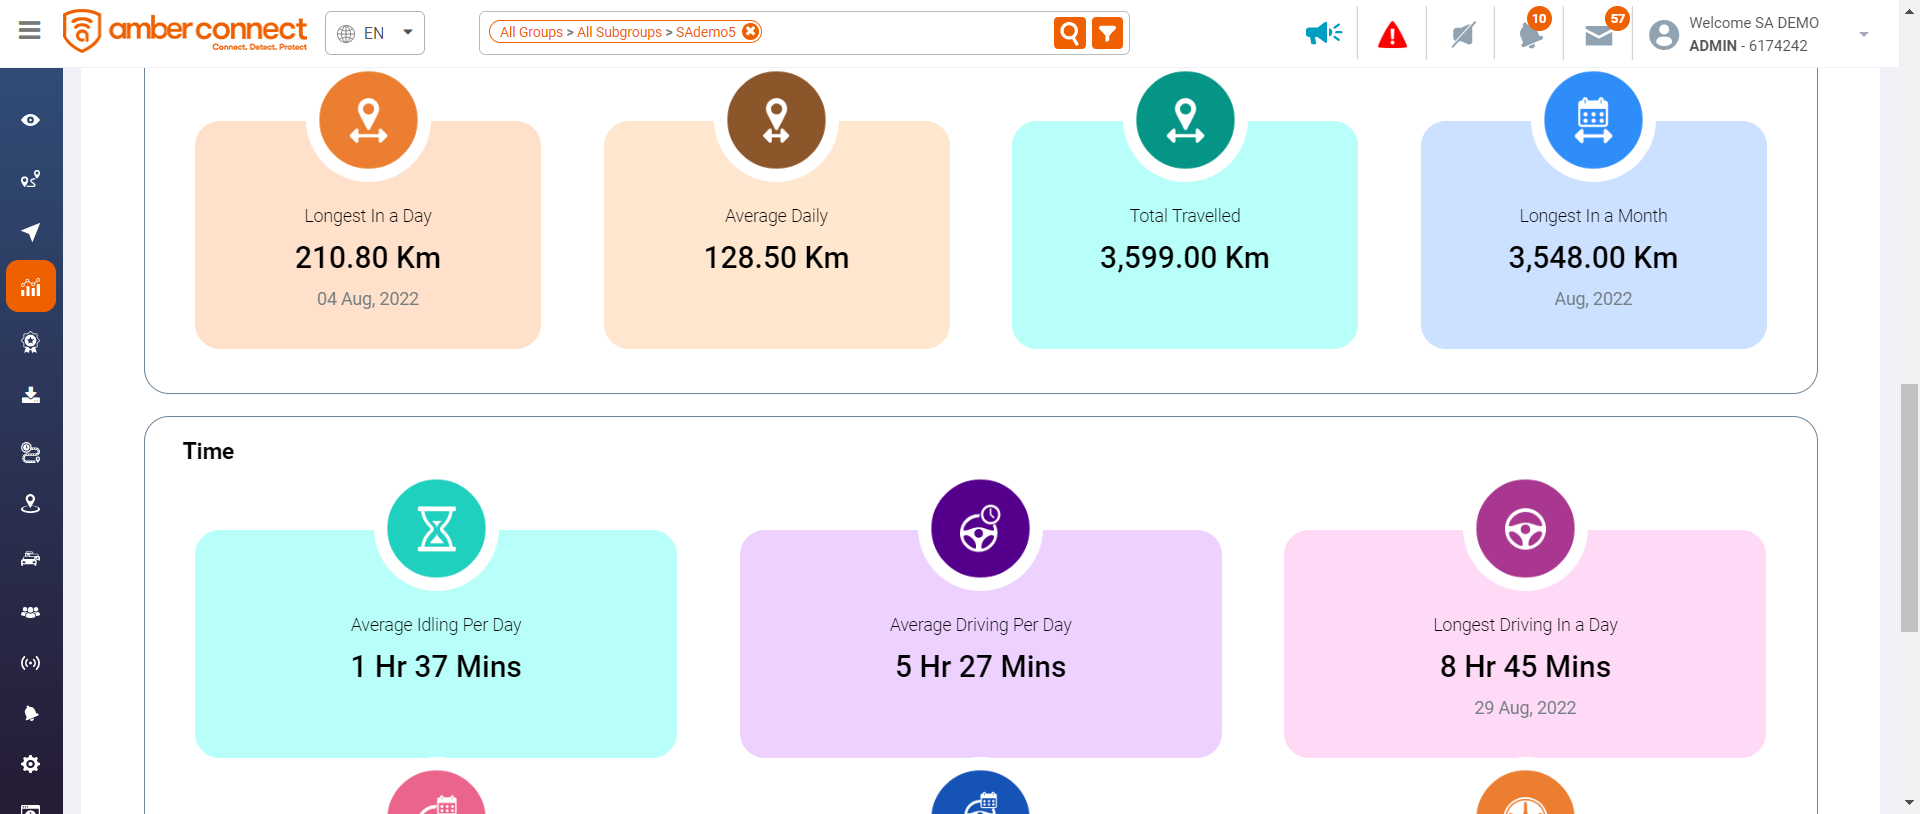 amber connect
Connect. Detect. Protect
EN
All Groups > All Subgroups > SAdemo5
10
57
Welcome SA DEMO
ADMIN - 6174242
Longest In a Day
210.80 Km
04 Aug, 2022
Average Daily
128.50 Km
Total Travelled
3,599.00 Km
Longest In a Month
3,548.00 Km
Aug, 2022
Time
Average Idling Per Day
1 Hr 37 Mins
Average Driving Per Day
5 Hr 27 Mins
Longest Driving In a Day
8 Hr 45 Mins
29 Aug, 2022